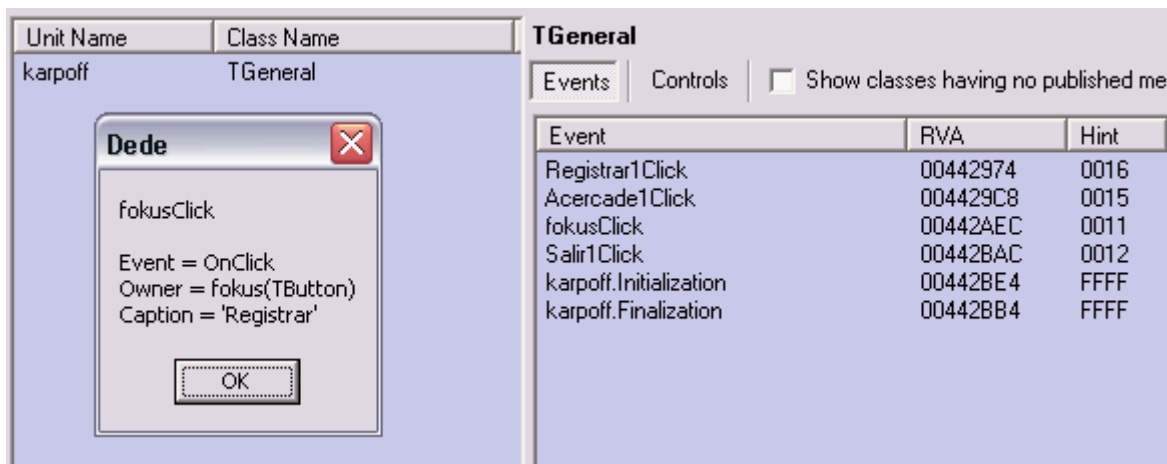 Unit Name Class Name
karpoff TGeneral
Dede
fokusClick
Event = OnClick
Owner = fokus(TButton)
Caption = 'Registrar'
OK
TGeneral
Events Controls Show classes having no published me
Event RVA Hint
Registrar1Click 00442974 0016
Acercade1Click 004429C8 0015
fokusClick 00442AEC 0011
Salir1Click 00442BAC 0012
karpoff.Initialization 00442BE4 FFFF
karpoff.Finalization 00442BB4 FFFF